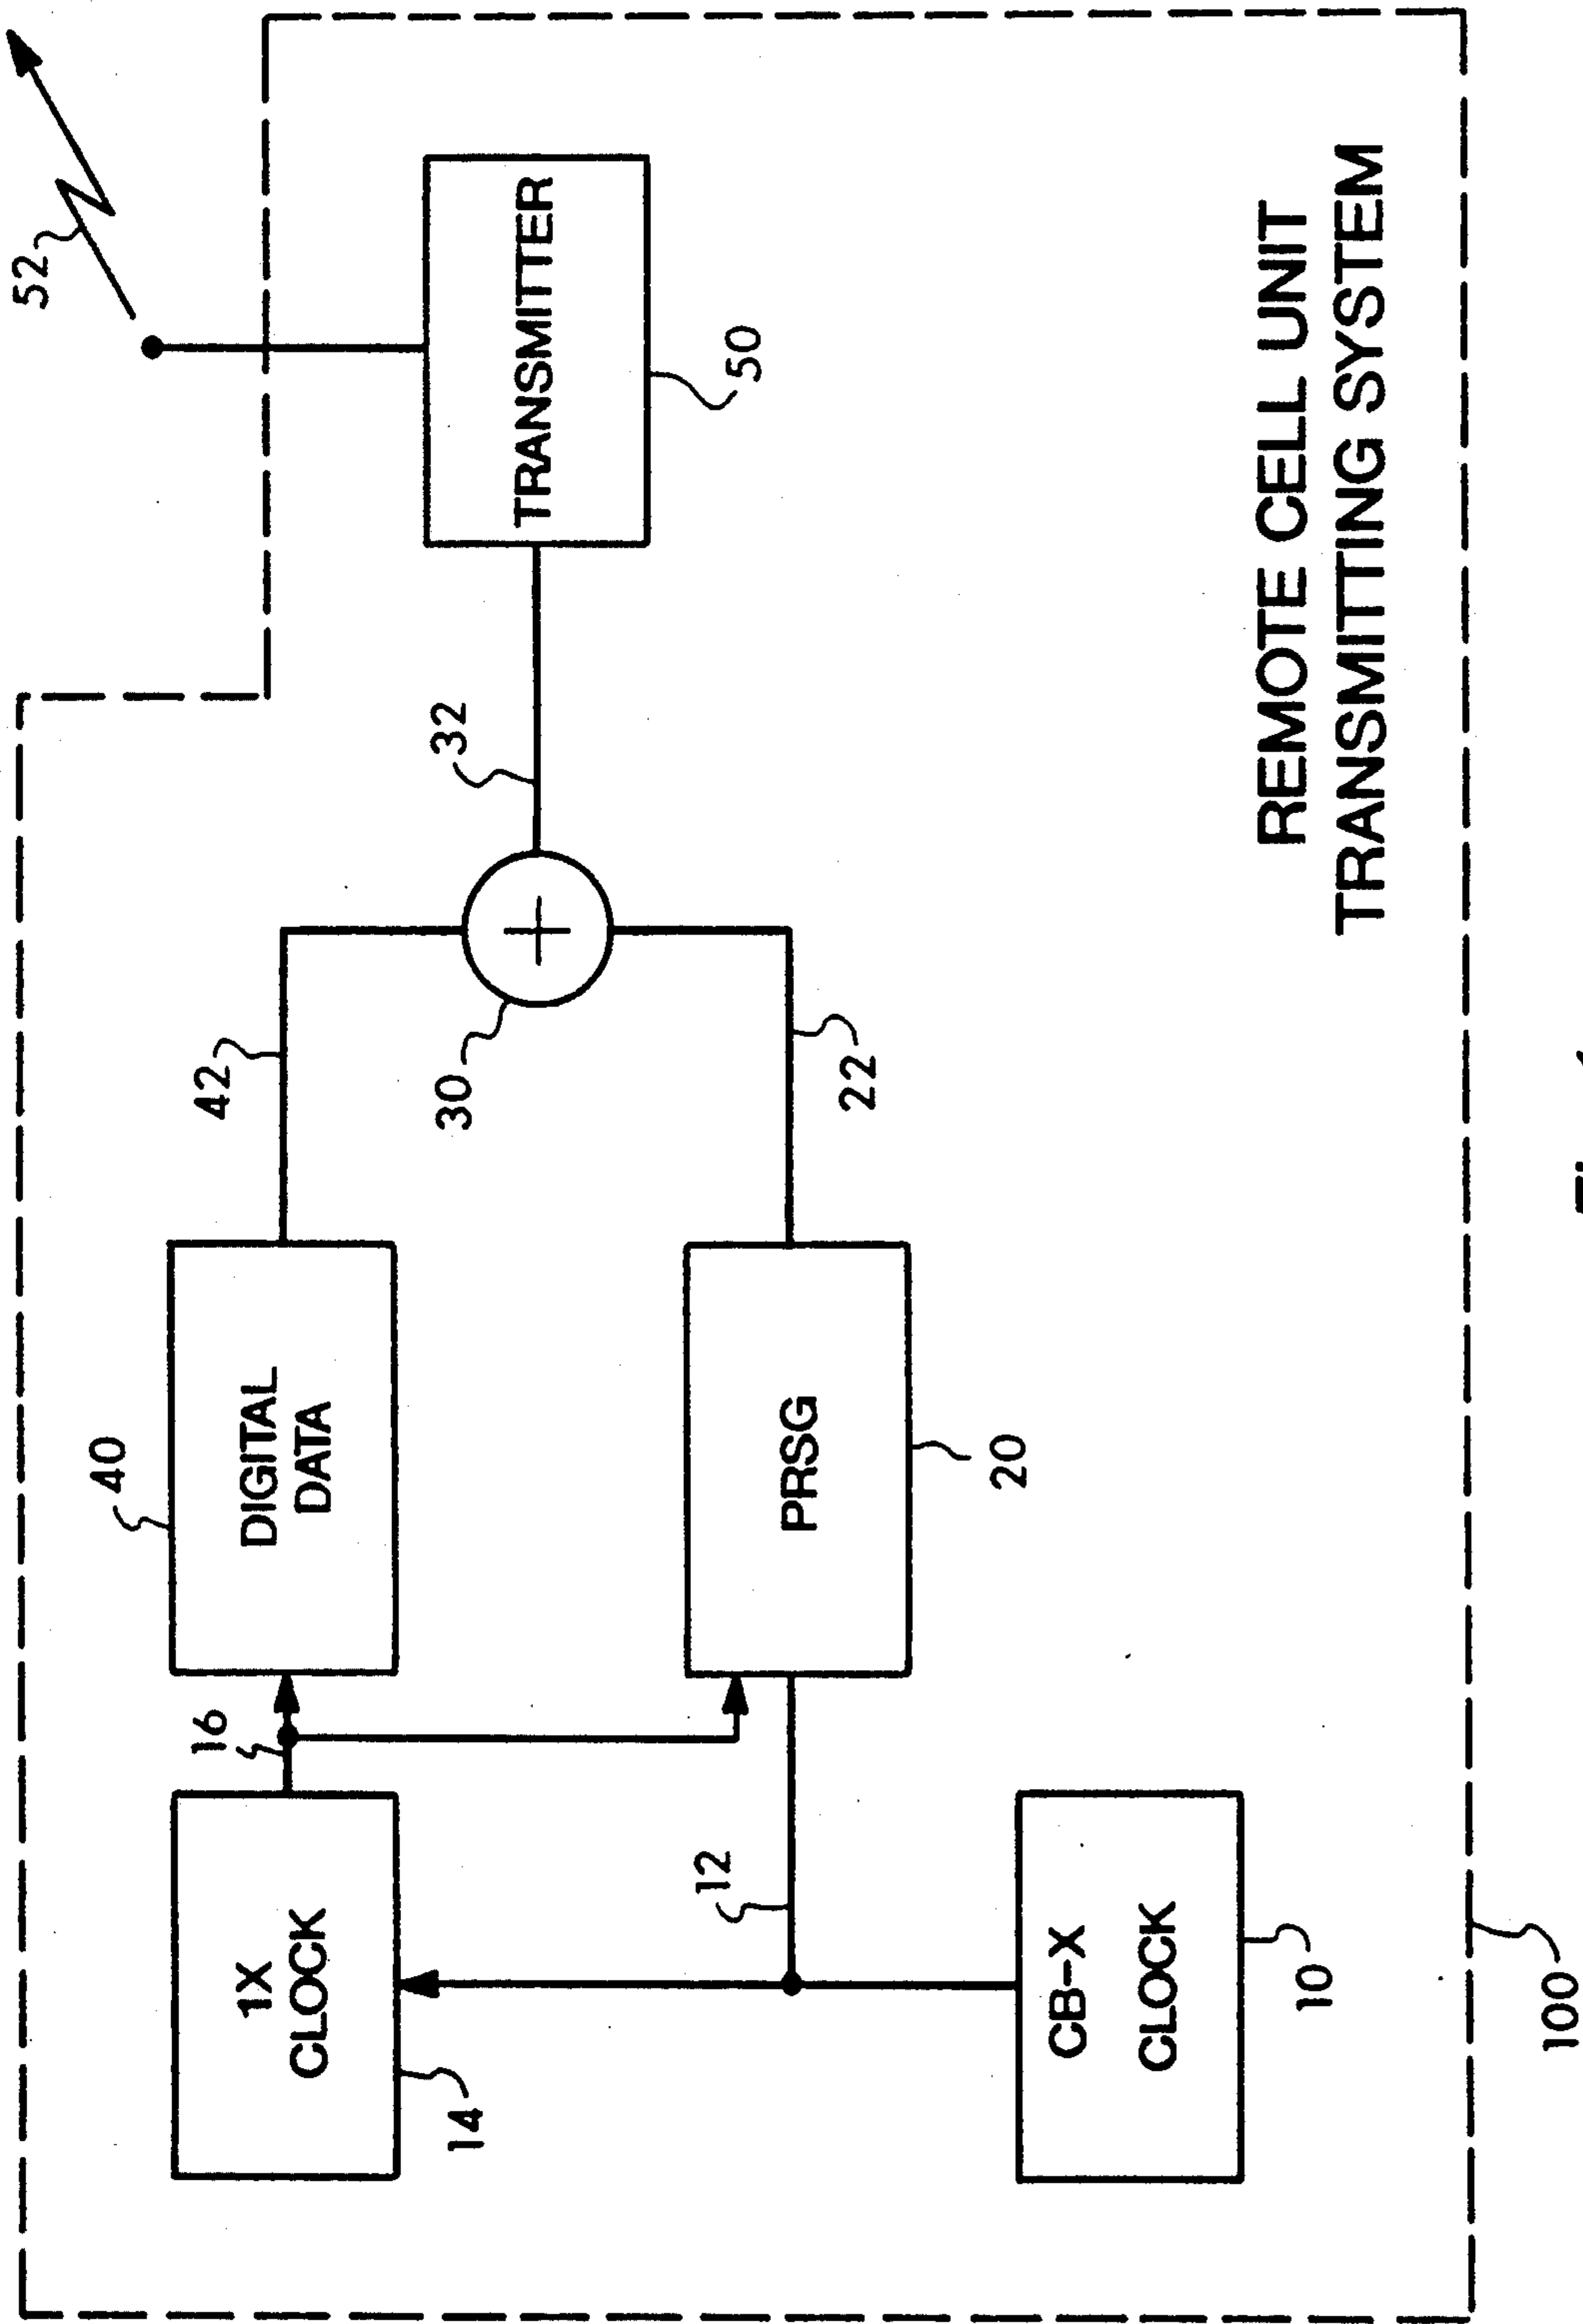 52
TRANSMITTER
50
32
42
30
22
40
DIGITAL
DATA
PRSG
20
16
1X
CLOCK
14
12
CB-X
CLOCK
10
REMOTE CELL UNIT
TRANSMITTING SYSTEM
100